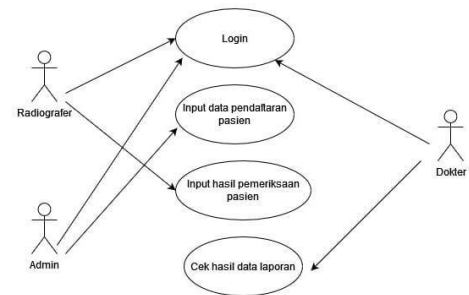 Login
Radiografer
Input data pendaftaran
pasien
Dokter
Input hasil pemeriksaan
pasien
Admin
Cek hasil data laporan